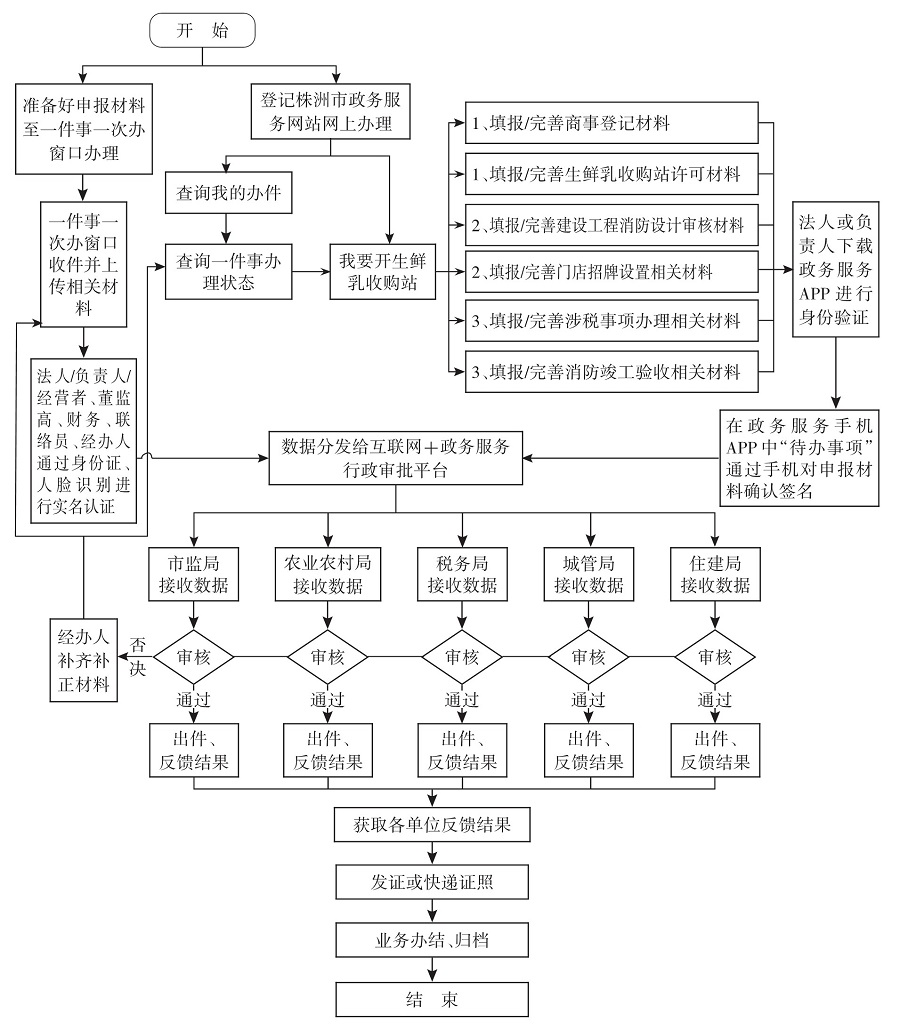 开 始
准备好申报材料
至一件事一次办
窗口办理
登记株洲市政务服
务网站网上办理
一件事一
次办窗口
收件并上
传相关材
料
查询我的办件
查询一件事办
理状态
我要开生鲜
乳收购站
1、填报/完善商事登记材料
1、填报/完善生鲜乳收购站许可材料
2、填报/完善建设工程消防设计审核材料
2、填报/完善门店招牌设置相关材料
3、填报/完善涉税事项办理相关材料
3、填报/完善消防竣工验收相关材料
法人或负
责人下载
政务服务
APP进行
身份验证
法人/负责人/
经营者、董监
高、财务、联
络员、经办人
通过身份证、
人脸识别进
行实名认证
数据分发给互联网+政务服务
行政审批平台
在政务服务手机
APP中“待办事项”
通过手机对申报材
料确认签名
市监局
接收数据
农业农村局
接收数据
税务局
接收数据
城管局
接收数据
住建局
接收数据
经办人
补齐补
正材料
否
决
审核
审核
审核
审核
审核
通过
通过
通过
通过
通过
出件、
反馈结果
出件、
反馈结果
出件、
反馈结果
出件、
反馈结果
出件、
反馈结果
获取各单位反馈结果
发证或快递证照
业务办结、归档
结 束